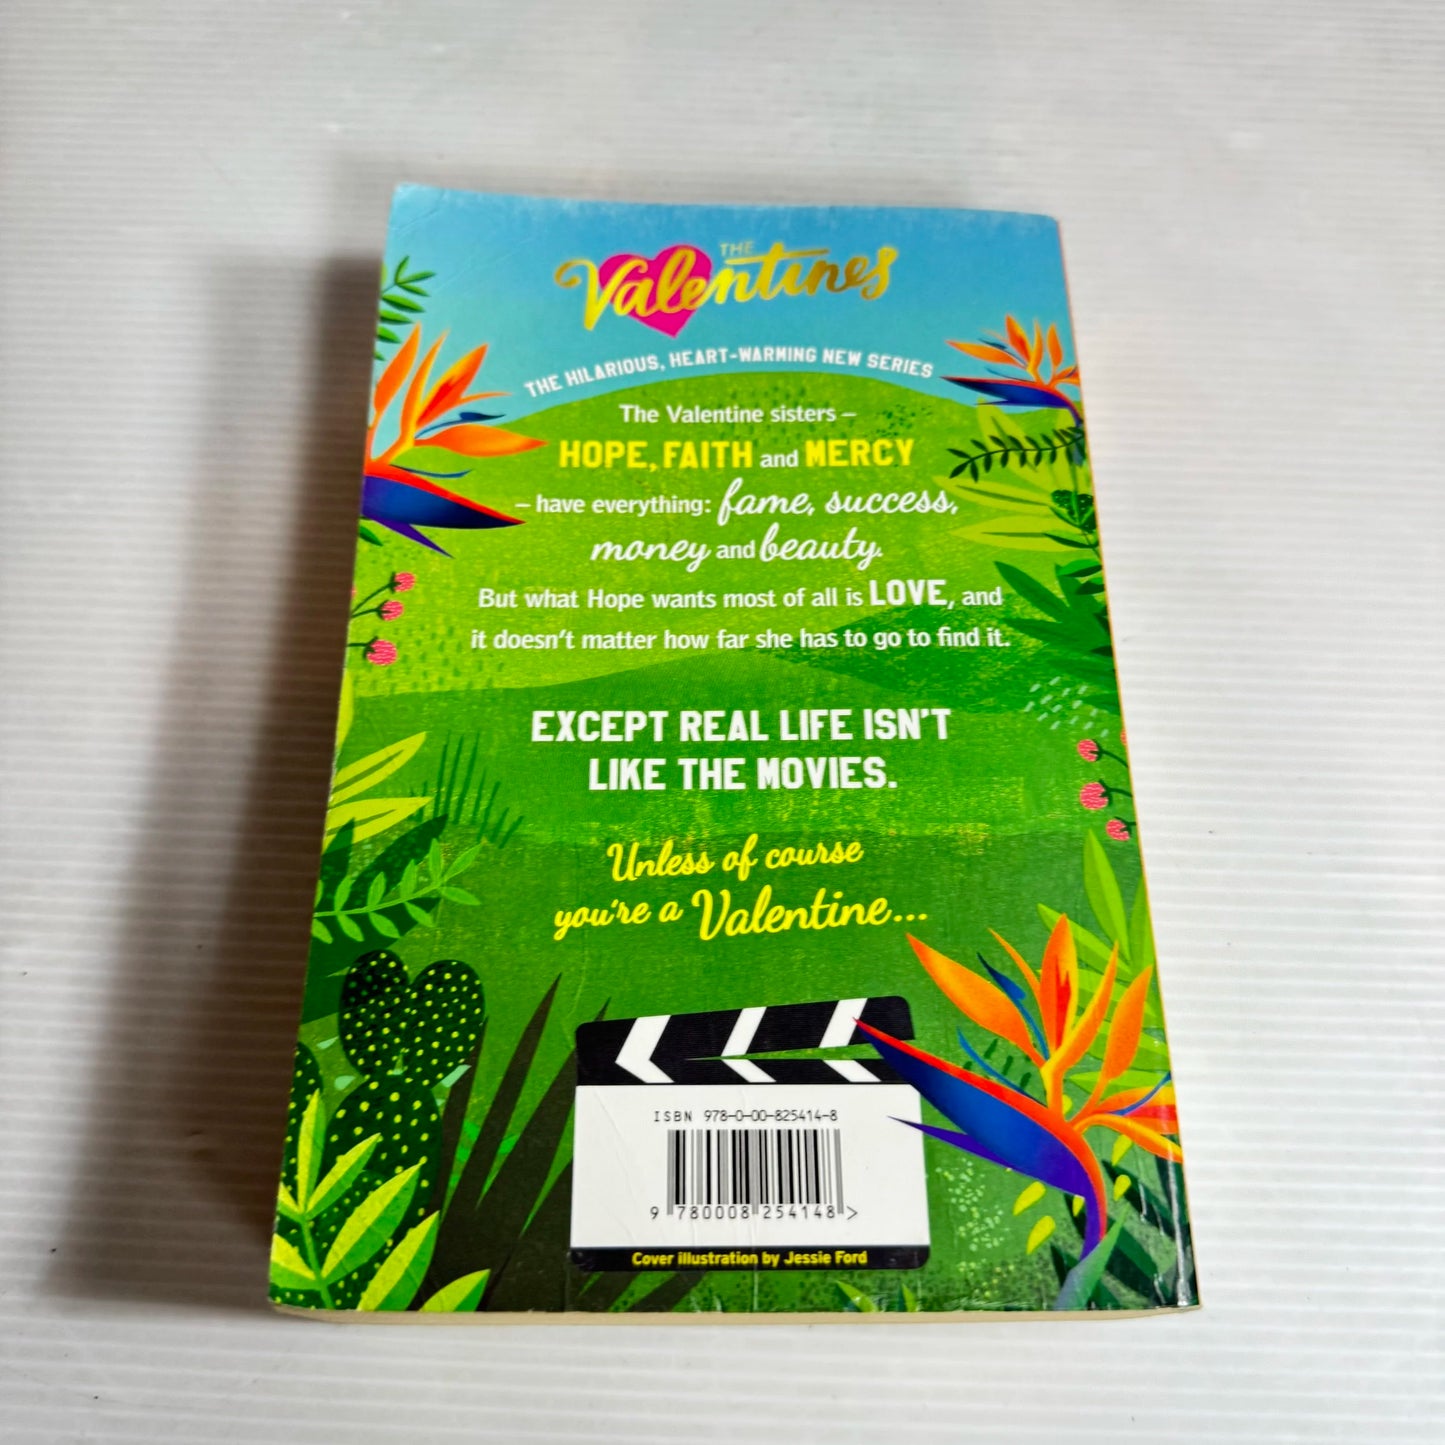 THE
Valentines
THE HILARIOUS, HEART-WARMING NEW SERIES
The Valentine sisters –
HOPE, FAITH and MERCY
– have everything: fame, success,
money and beauty.
But what Hope wants most of all is LOVE, and
it doesn't matter how far she has to go to find it.
EXCEPT REAL LIFE ISN'T
LIKE THE MOVIES.
Unless of course
you're a Valentine...
ISBN 978-0-00-825414-8
9 780008 254148 >
Cover illustration by Jessie Ford